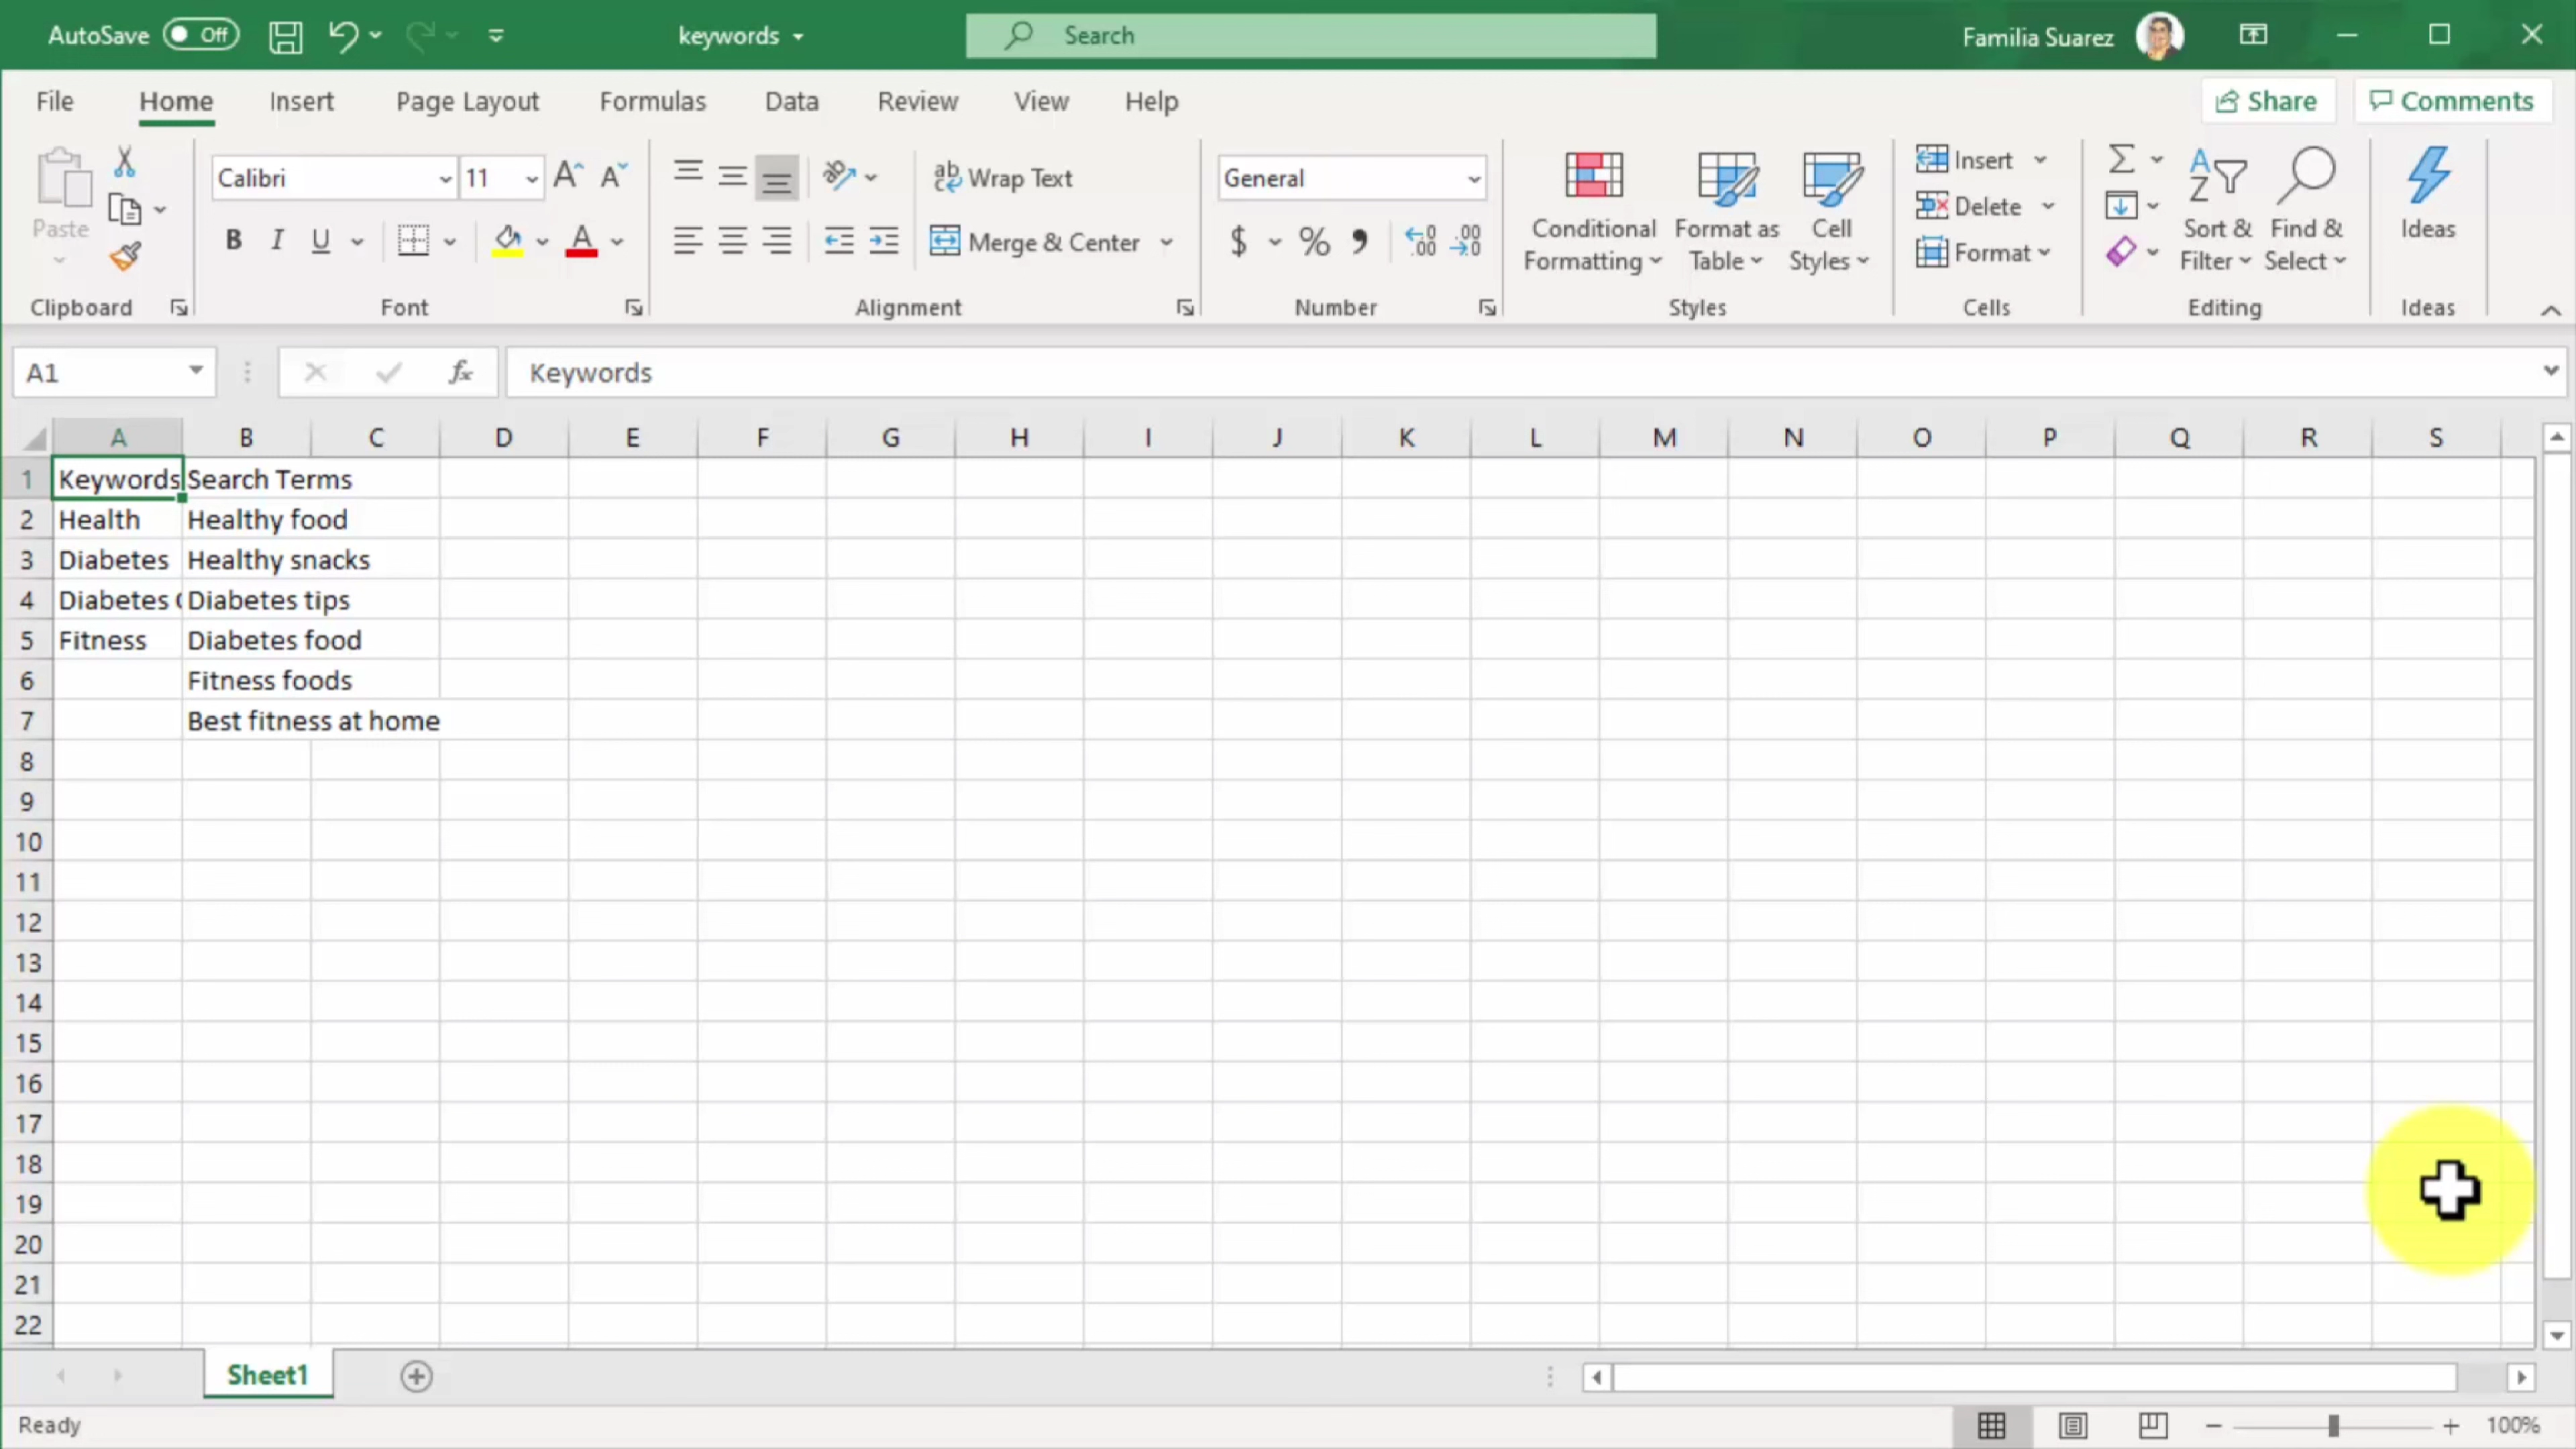 AutoSave Off keywords Search Familia Suarez
File Home Insert Page Layout Formulas Data Review View Help Share Comments
Calibri 11 Wrap Text General Insert
Paste Conditional Format as Cell Delete Sort & Find & Ideas
B I U Merge & Center $ % Formatting Table Styles Format Filter Select
Clipboard Font Alignment Number Styles Cells Editing Ideas
A1 fx Keywords
A B C D E F G H I J K L M N O P Q R S
1 Keywords Search Terms
2 Health Healthy food
3 Diabetes Healthy snacks
4 Diabetes Diabetes tips
5 Fitness Diabetes food
6 Fitness foods
7 Best fitness at home
8
9
10
11
12
13
14
15
16
17
18
19
20
21
22
Sheet1
Ready 100%